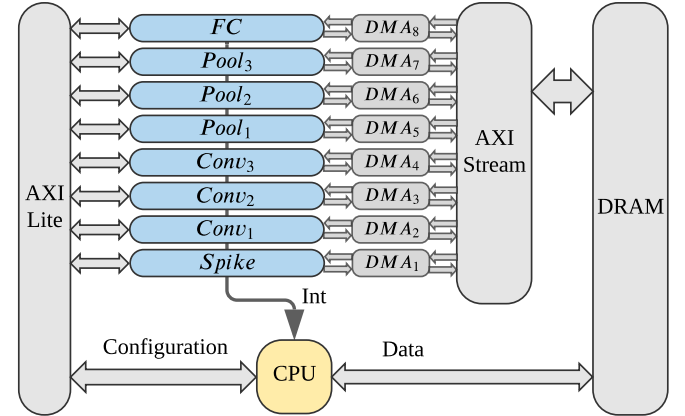 FC DMA₈
Pool₃ DMA₇
Pool₂ DMA₆
Pool₁ DMA₅
Conv₃ DMA₄
Conv₂ DMA₃
Conv₁ DMA₂
Spike DMA₁
AXI
Lite
AXI
Stream
DRAM
Int
Configuration
CPU
Data